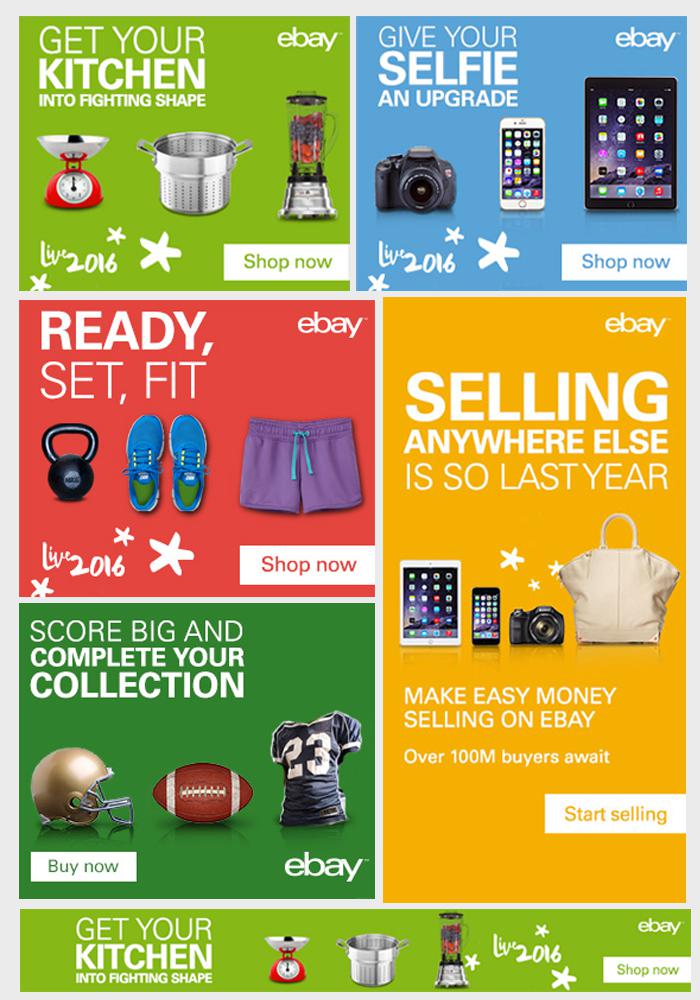 GET YOUR
KITCHEN
INTO FIGHTING SHAPE
ebay
Live 2016
Shop now
GIVE YOUR
SELFIE
AN UPGRADE
ebay
Live 2016
Shop now
READY,
SET, FIT
ebay
Live 2016
Shop now
ebay
SELLING
ANYWHERE ELSE
IS SO LAST YEAR
MAKE EASY MONEY
SELLING ON EBAY
Over 100M buyers await
Start selling
SCORE BIG AND
COMPLETE YOUR
COLLECTION
23
Buy now
ebay
GET YOUR
KITCHEN
INTO FIGHTING SHAPE
Live 2016
ebay
Shop now